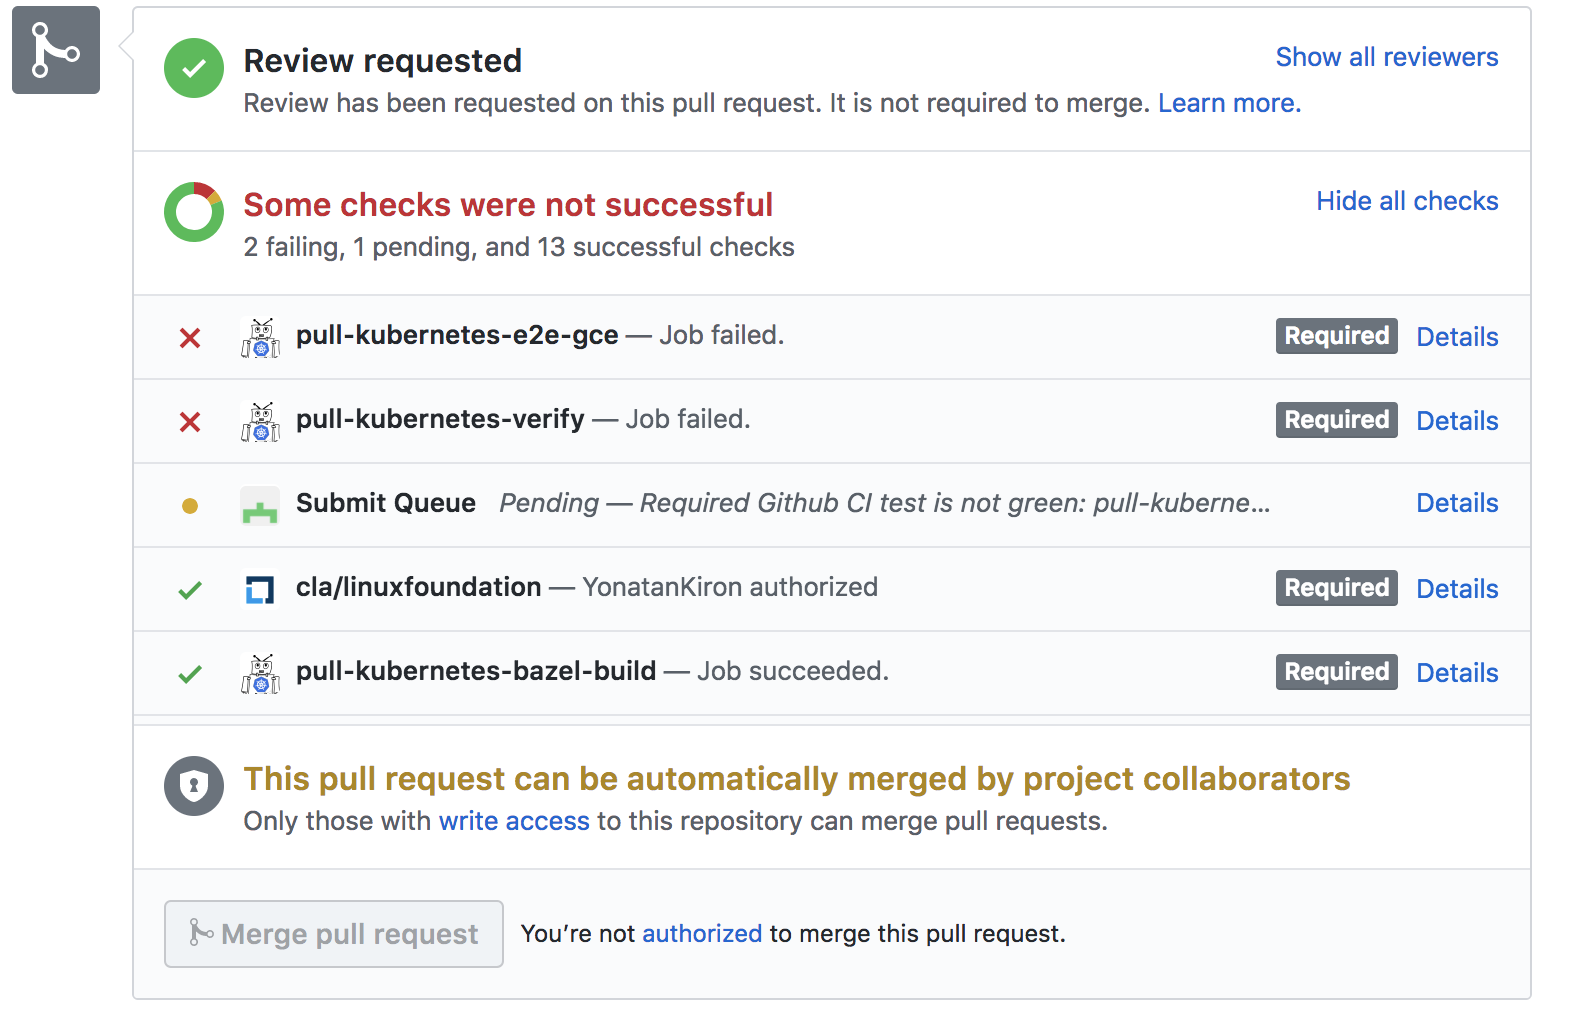 Review requested
Show all reviewers
Review has been requested on this pull request. It is not required to merge. Learn more.
Some checks were not successful
Hide all checks
2 failing, 1 pending, and 13 successful checks
pull-kubernetes-e2e-gce — Job failed.
Required Details
pull-kubernetes-verify — Job failed.
Required Details
Submit Queue Pending — Required Github CI test is not green: pull-kuberne...
Details
cla/linuxfoundation — YonatanKiron authorized
Required Details
pull-kubernetes-bazel-build — Job succeeded.
Required Details
This pull request can be automatically merged by project collaborators
Only those with write access to this repository can merge pull requests.
Merge pull request
You’re not authorized to merge this pull request.